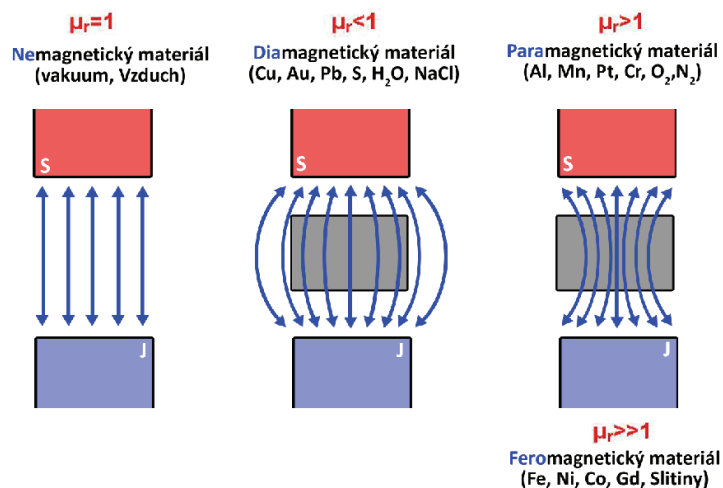 μr=1
Nemagnetický materiál
(vakuum, Vzduch)
S
J
μr<1
Diamagnetický materiál
(Cu, Au, Pb, S, H₂O, NaCl)
S
J
μr>1
Paramagnetický materiál
(Al, Mn, Pt, Cr, O₂,N₂)
S
J
μr>>1
Feromagnetický materiál
(Fe, Ni, Co, Gd, Slitiny)